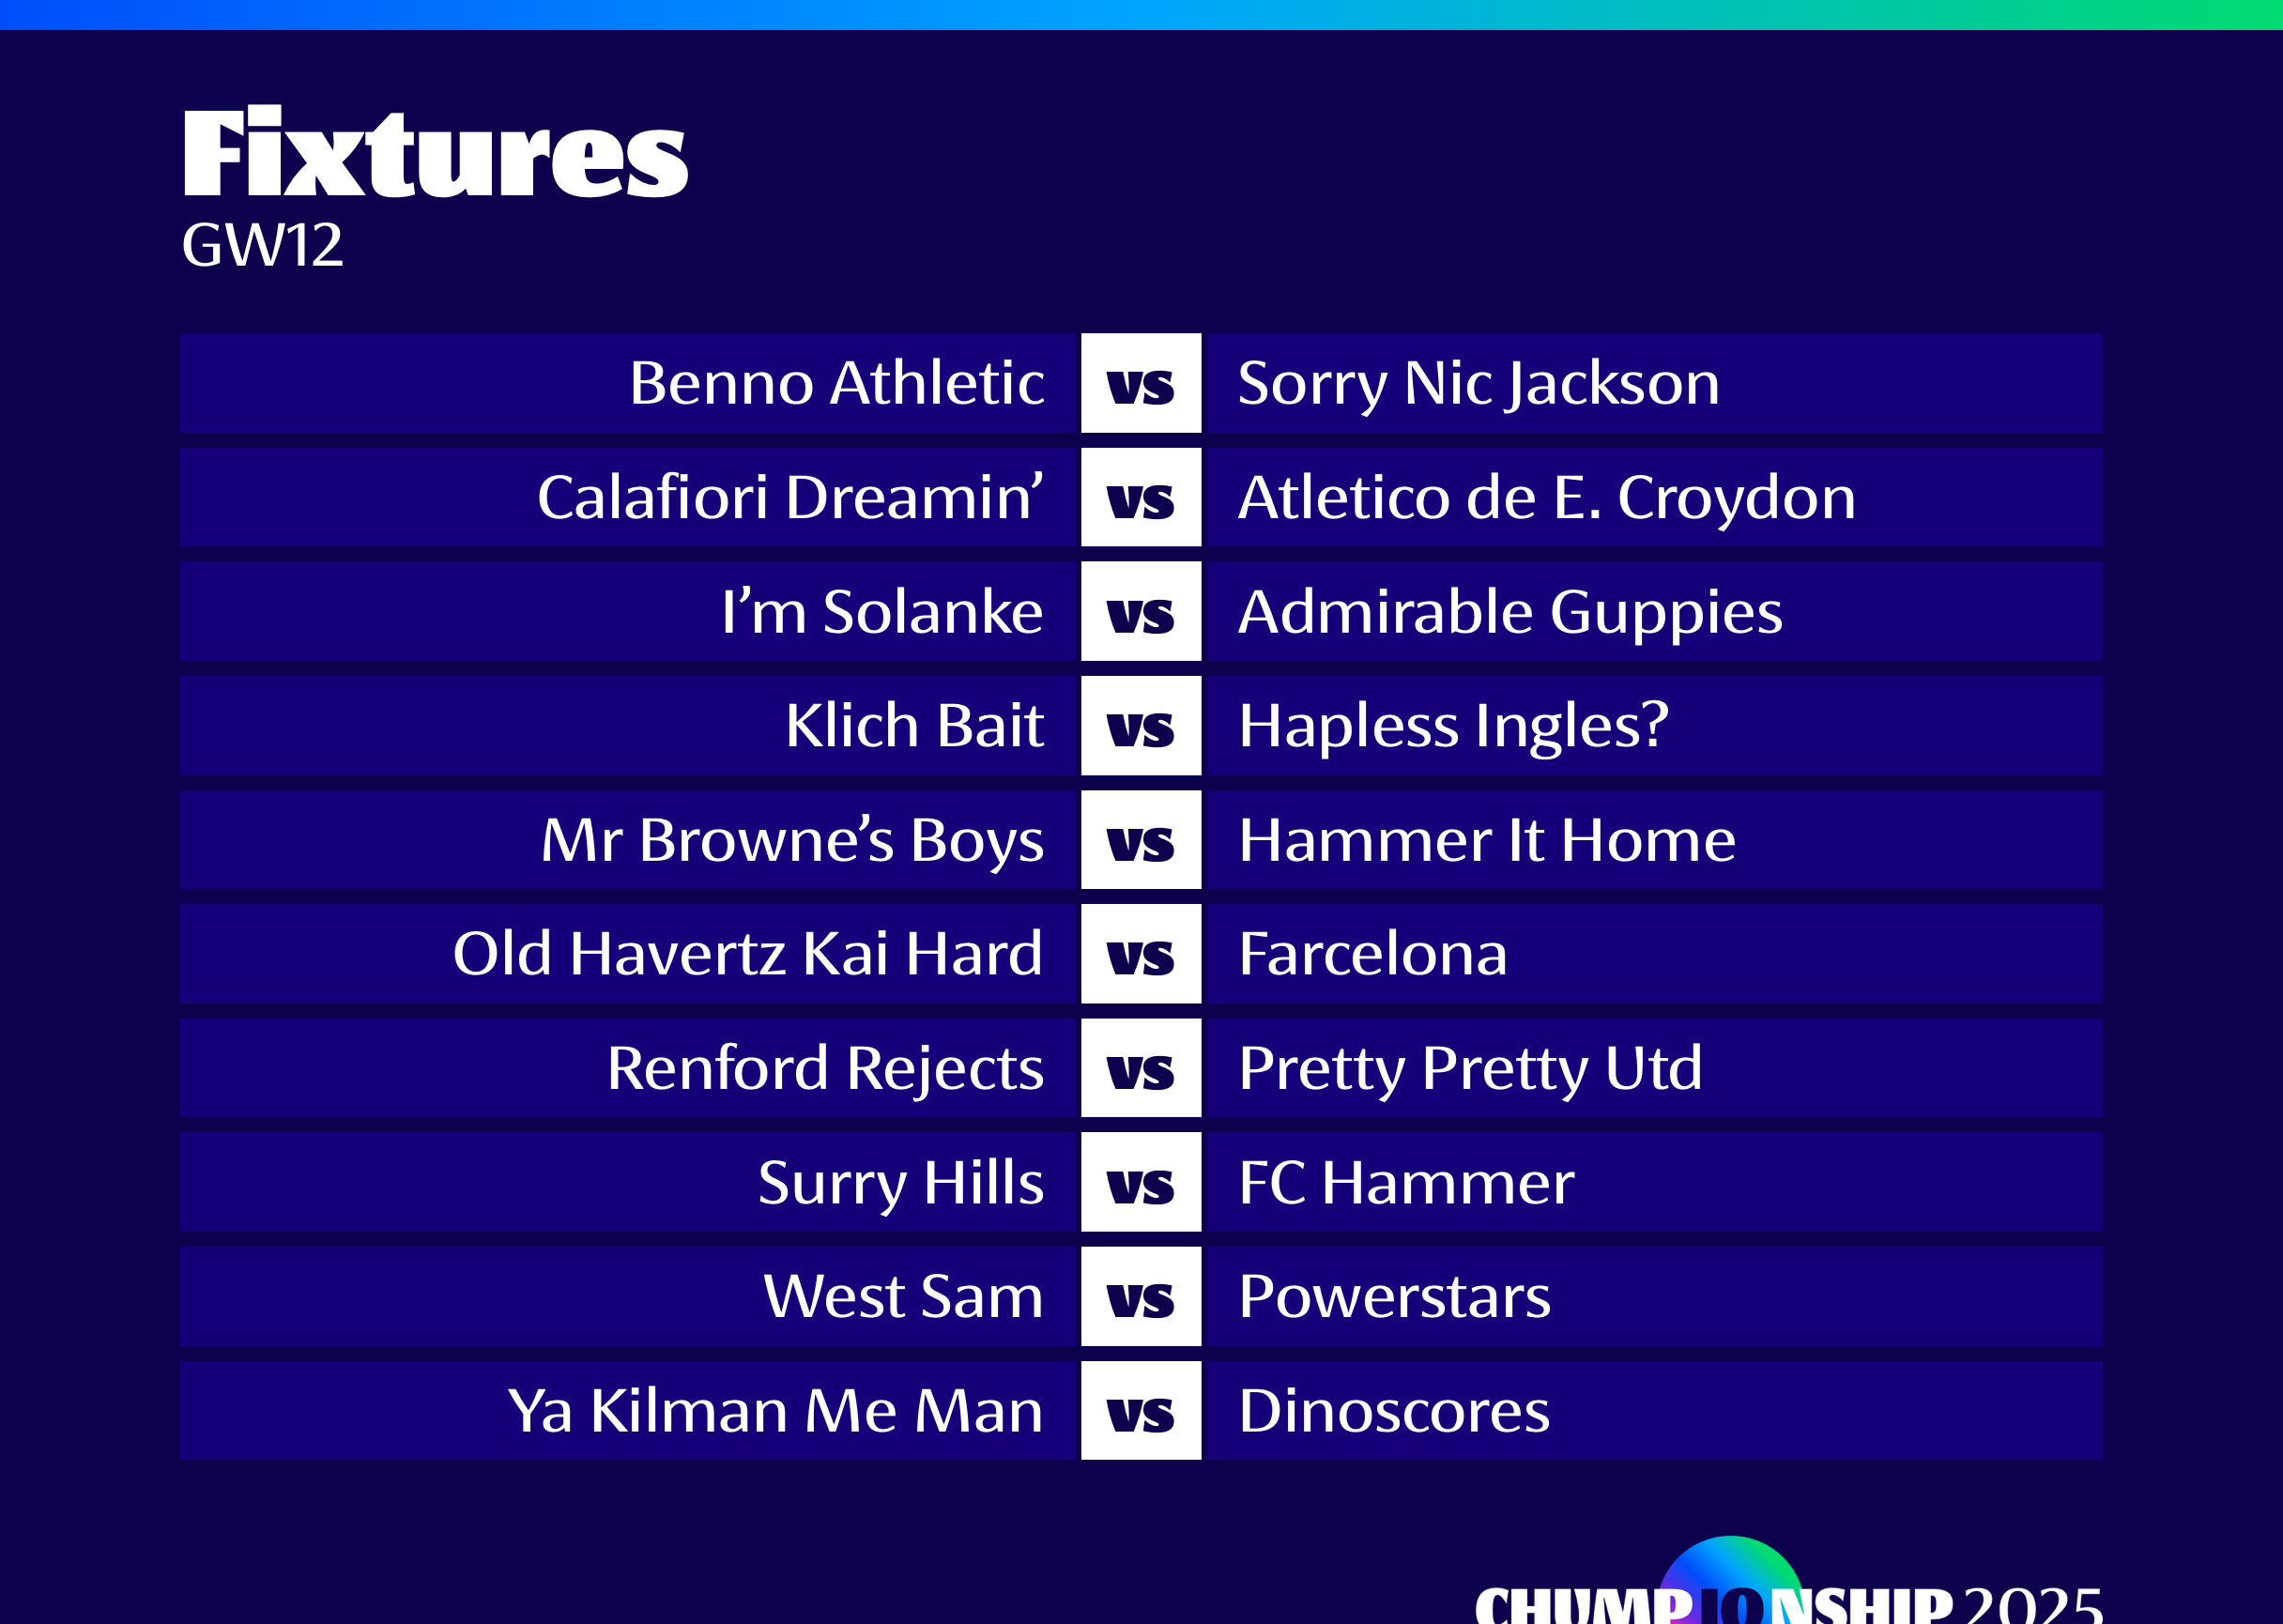 Fixtures
GW12
Benno Athletic vs Sorry Nic Jackson
Calafiori Dreamin’ vs Atletico de E. Croydon
I’m Solanke vs Admirable Guppies
Klich Bait vs Hapless Ingles?
Mr Browne’s Boys vs Hammer It Home
Old Havertz Kai Hard vs Farcelona
Renford Rejects vs Pretty Pretty Utd
Surry Hills vs FC Hammer
West Sam vs Powerstars
Ya Kilman Me Man vs Dinoscores
CHUMPIONSHIP 2025